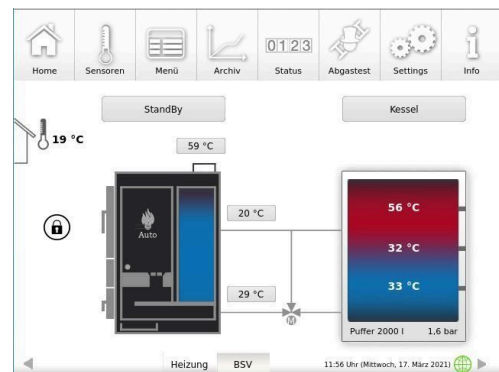 0123
Home Sensoren Menü Archiv Status Abgastest Settings Info
StandBy Kessel
19 °C
59 °C
56 °C
20 °C
Auto
32 °C
33 °C
29 °C
M
Puffer 2000 l 1,6 bar
Heizung BSV 11:56 Uhr (Mittwoch, 17. März 2021)